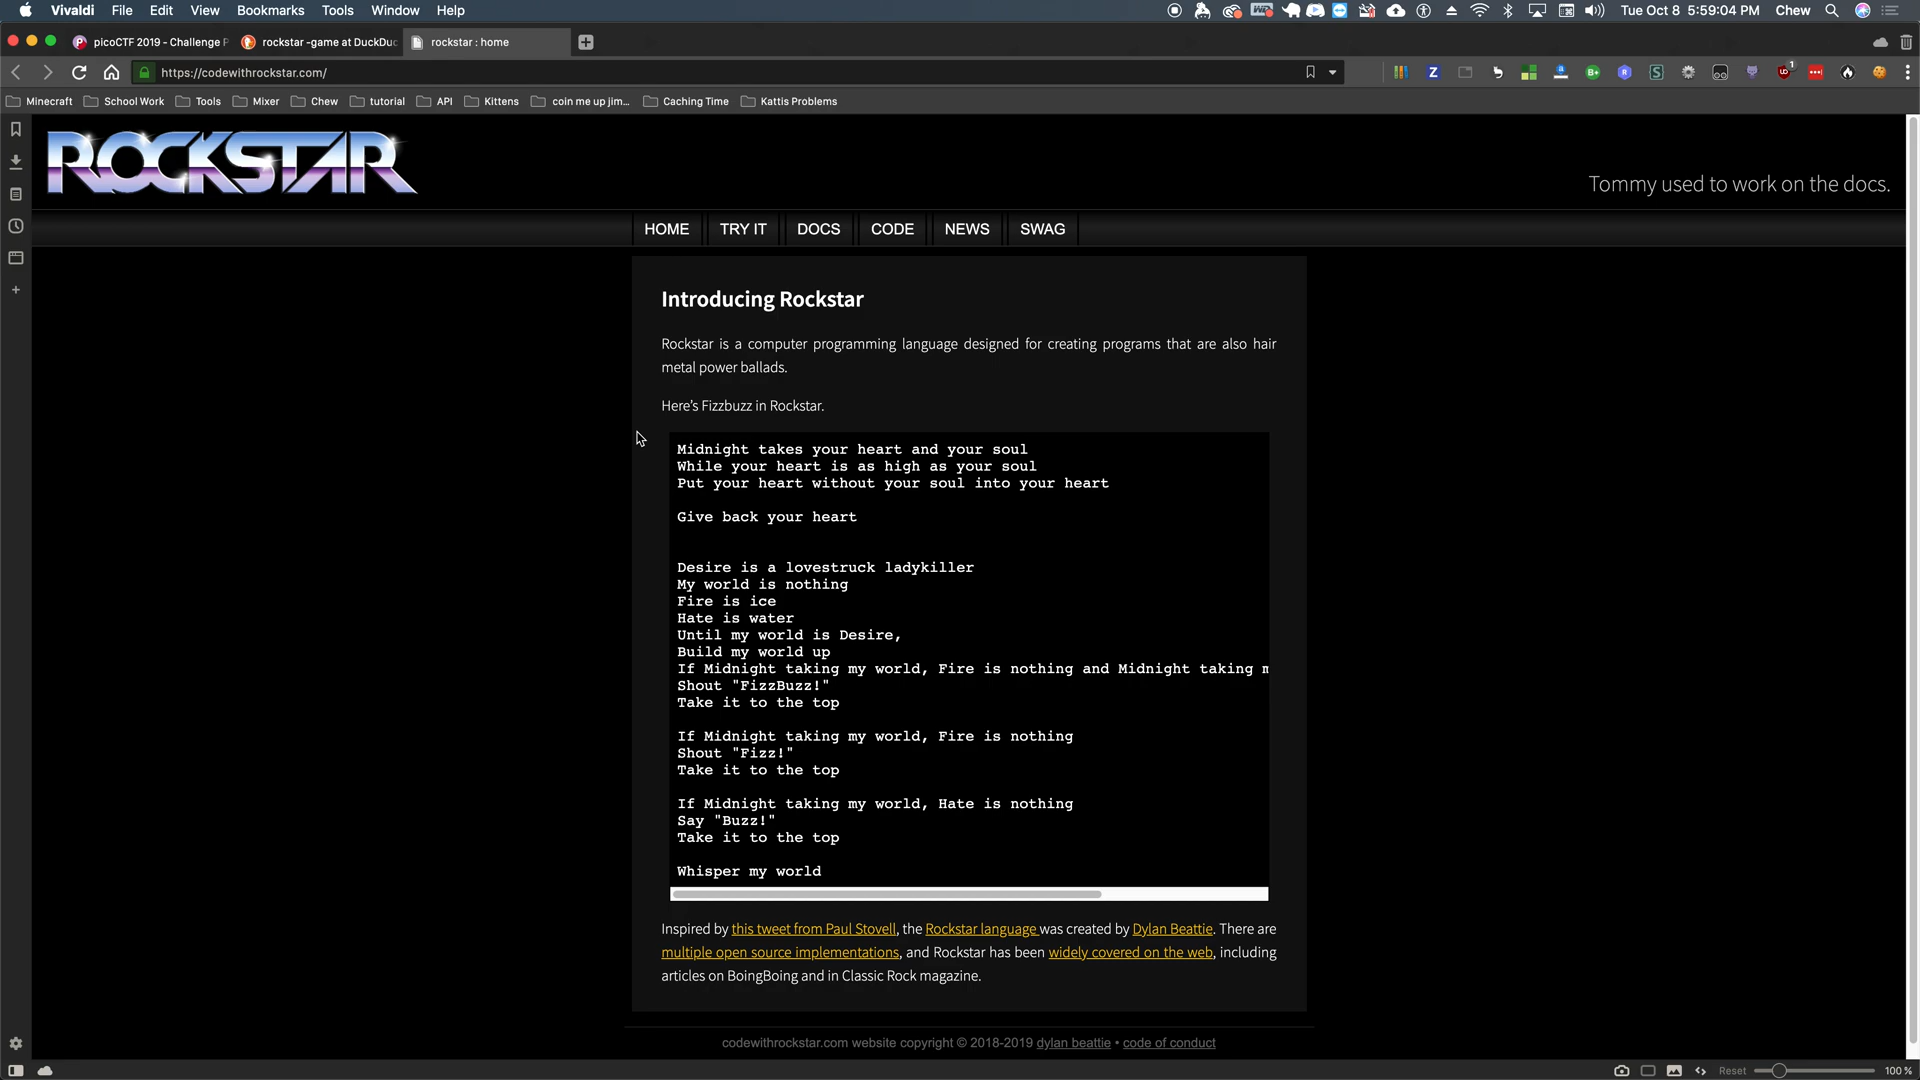 Vivaldi File Edit View Bookmarks Tools Window Help
Tue Oct 8 5:59:04 PM Chew
picoCTF 2019 - Challenge P
rockstar -game at DuckDuc
rockstar : home
https://codewithrockstar.com/
Minecraft School Work Tools Mixer Chew tutorial API Kittens coin me up jim... Caching Time Kattis Problems
ROCKSTAR
Tommy used to work on the docs.
HOME TRY IT DOCS CODE NEWS SWAG
Introducing Rockstar
Rockstar is a computer programming language designed for creating programs that are also hair
metal power ballads.
Here's Fizzbuzz in Rockstar.
Midnight takes your heart and your soul
While your heart is as high as your soul
Put your heart without your soul into your heart
Give back your heart
Desire is a lovestruck ladykiller
My world is nothing
Fire is ice
Hate is water
Until my world is Desire,
Build my world up
If Midnight taking my world, Fire is nothing and Midnight taking m
Shout "FizzBuzz!"
Take it to the top
If Midnight taking my world, Fire is nothing
Shout "Fizz!"
Take it to the top
If Midnight taking my world, Hate is nothing
Say "Buzz!"
Take it to the top
Whisper my world
Inspired by this tweet from Paul Stovell, the Rockstar language was created by Dylan Beattie. There are
multiple open source implementations, and Rockstar has been widely covered on the web, including
articles on BoingBoing and in Classic Rock magazine.
codewithrockstar.com website copyright © 2018-2019 dylan beattie • code of conduct
Reset 100 %